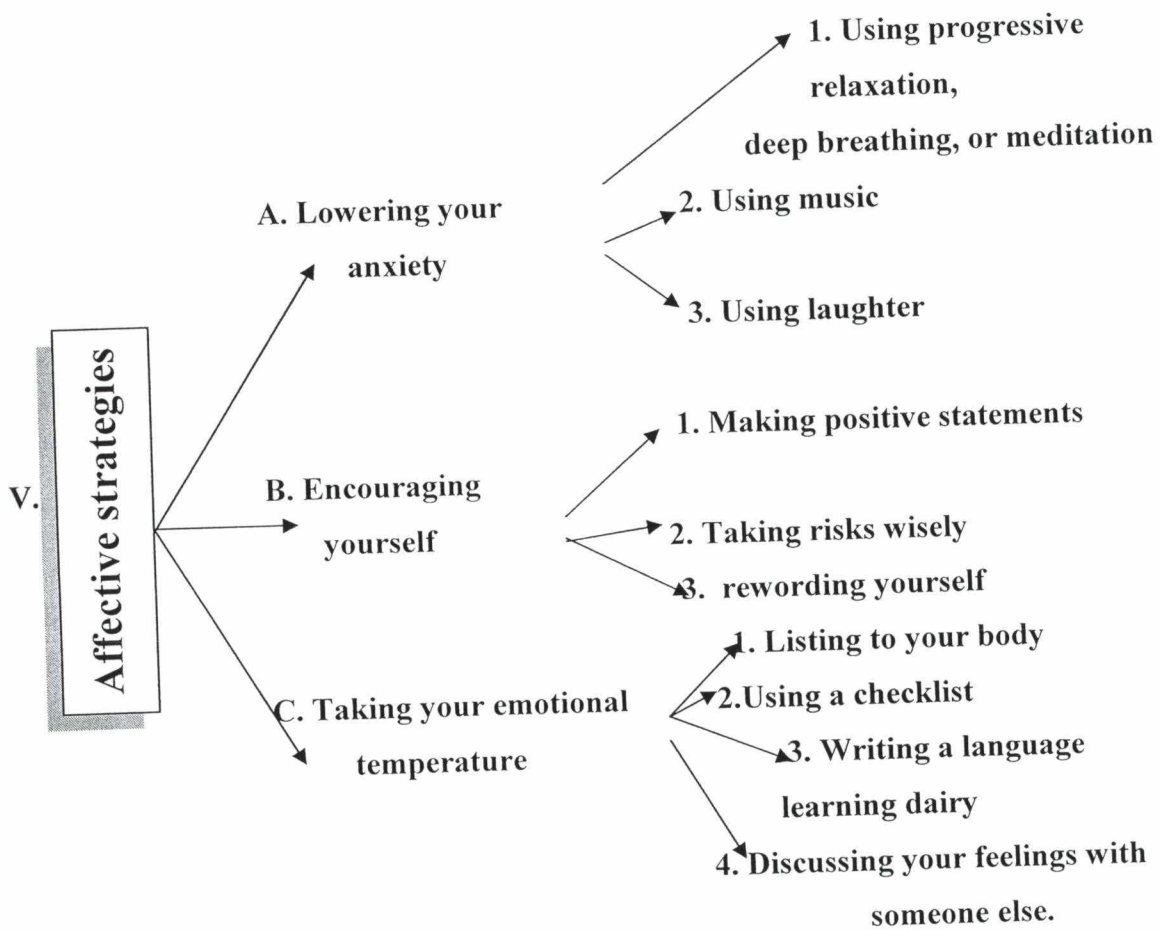 V.
Affective strategies
A. Lowering your
anxiety
1. Using progressive
relaxation,
deep breathing, or meditation
2. Using music
3. Using laughter
B. Encouraging
yourself
1. Making positive statements
2. Taking risks wisely
3. rewording yourself
C. Taking your emotional
temperature
1. Listing to your body
2.Using a checklist
3. Writing a language
learning dairy
4. Discussing your feelings with
someone else.